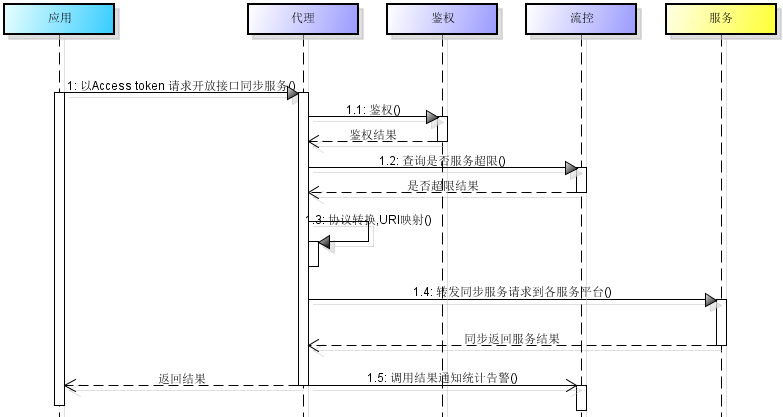 应用
代理
鉴权
流控
服务
1: 以Access token 请求开放接口同步服务()
1.1: 鉴权()
鉴权结果
1.2: 查询是否服务超限()
是否超限结果
1.3: 协议转换,URI映射()
1.4: 转发同步服务请求到各服务平台()
同步返回服务结果
返回结果
1.5: 调用结果通知统计告警()